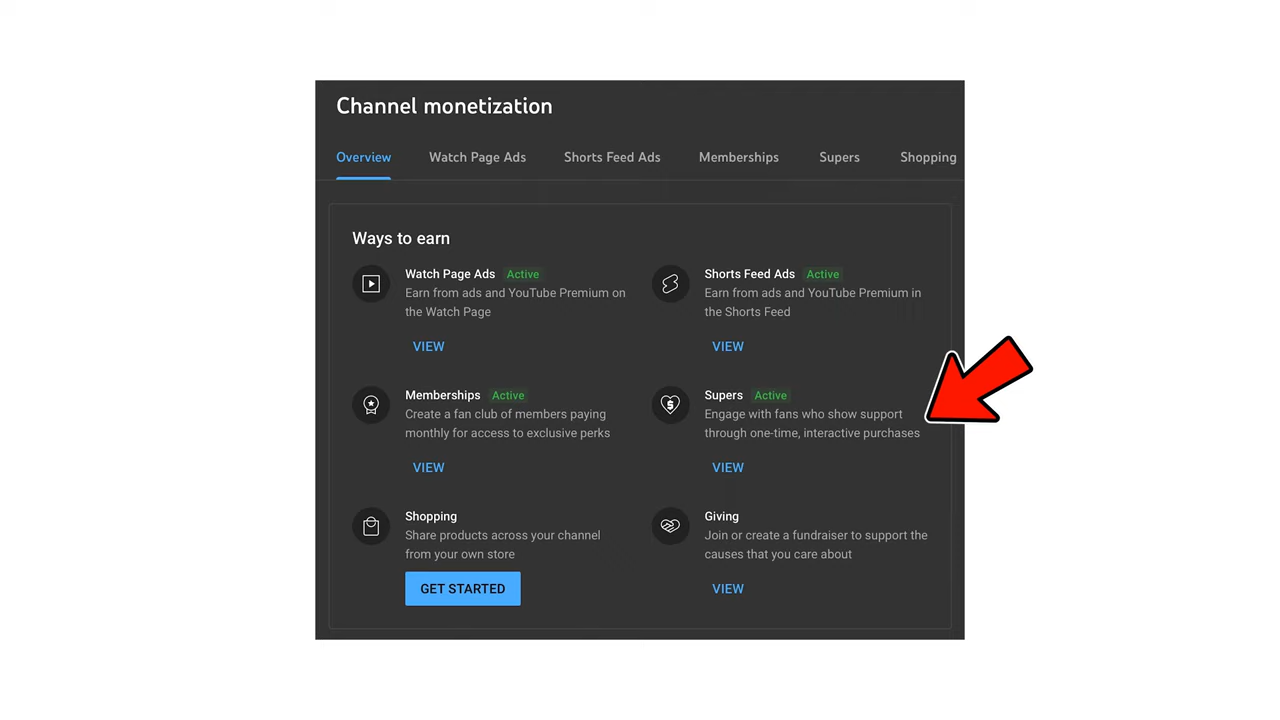 Channel monetization
Overview
Watch Page Ads
Shorts Feed Ads
Memberships
Supers
Shopping
Ways to earn
Watch Page Ads Active
Earn from ads and YouTube Premium on
the Watch Page
VIEW
Shorts Feed Ads Active
Earn from ads and YouTube Premium in
the Shorts Feed
VIEW
Memberships Active
Create a fan club of members paying
monthly for access to exclusive perks
VIEW
Supers Active
Engage with fans who show support
through one-time, interactive purchases
VIEW
Shopping
Share products across your channel
from your own store
GET STARTED
Giving
Join or create a fundraiser to support the
causes that you care about
VIEW